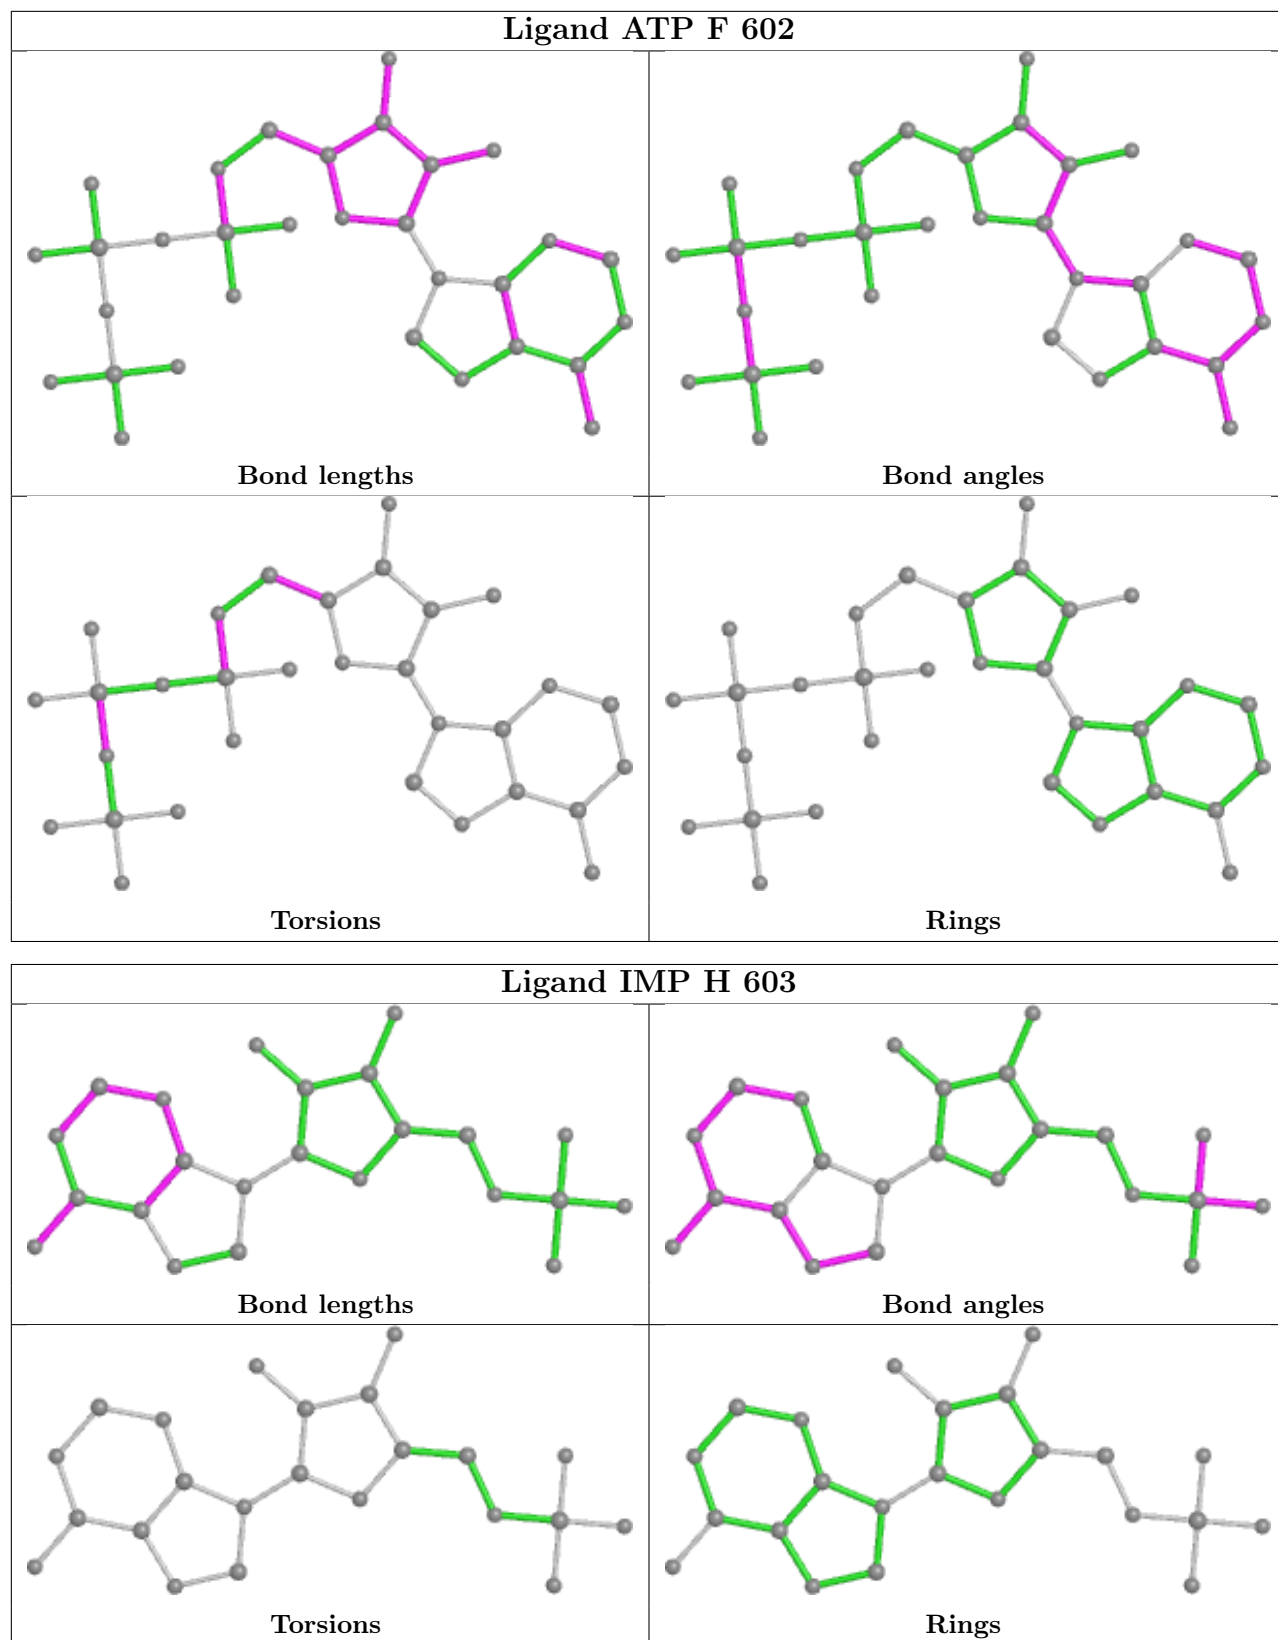 Ligand ATP F 602
Bond lengths
Bond angles
Torsions
Rings
Ligand IMP H 603
Bond lengths
Bond angles
Torsions
Rings